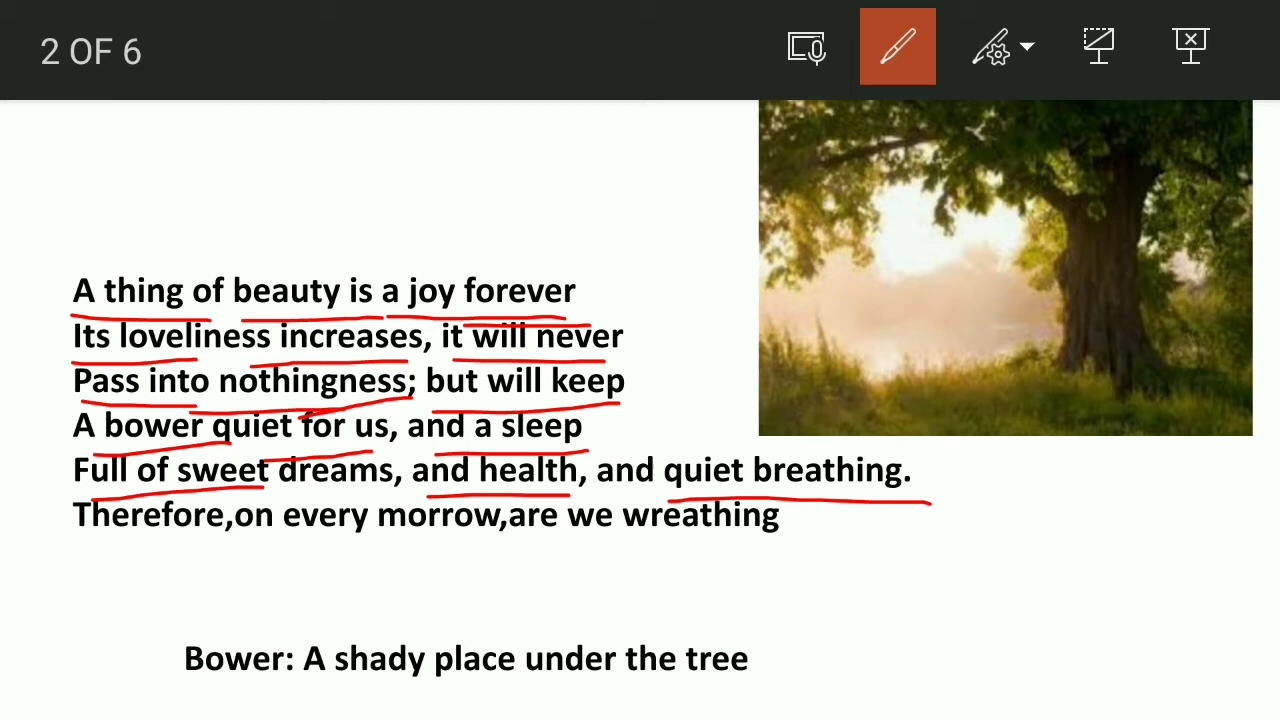 2 OF 6
A thing of beauty is a joy forever
Its loveliness increases, it will never
Pass into nothingness; but will keep
A bower quiet for us, and a sleep
Full of sweet dreams, and health, and quiet breathing.
Therefore,on every morrow,are we wreathing
Bower: A shady place under the tree